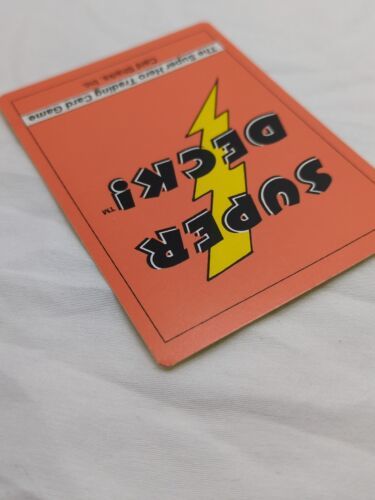 SUPER
DECK!™
The Super Hero Trading Card Game
Card Sharks, Inc.